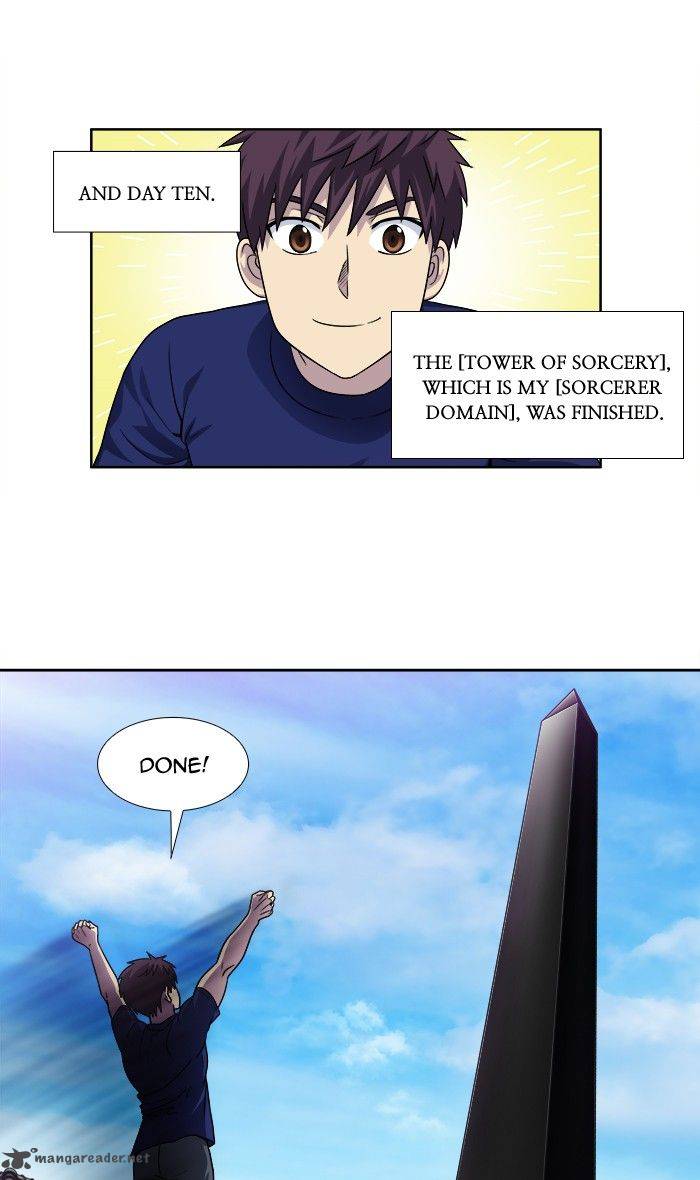 AND DAY TEN.
THE [TOWER OF SORCERY],
WHICH IS MY [SORCERER
DOMAIN], WAS FINISHED.
DONE!
mangareader.net